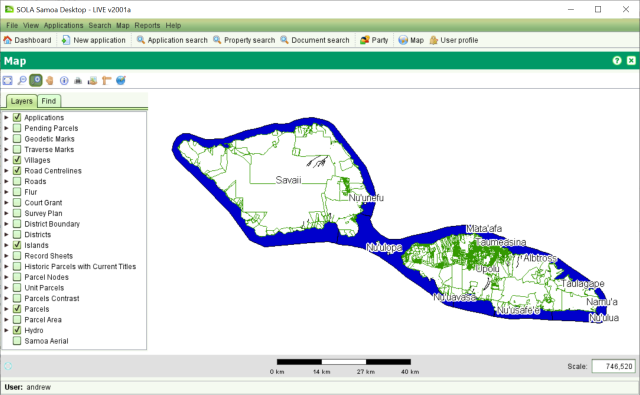 SOLA Samoa Desktop - LIVE v2001a
File View Applications Search Map Reports Help
Dashboard New application Application search Property search Document search Party Map User profile
Map
Layers Find
Applications
Pending Parcels
Geodetic Marks
Traverse Marks
Villages
Road Centrelines
Roads
Flur
Court Grant
Survey Plan
District Boundary
Districts
Islands
Record Sheets
Historic Parcels with Current Titles
Parcel Nodes
Unit Parcels
Parcels Contrast
Parcels
Parcel Area
Hydro
Samoa Aerial
Savaii
Nu'unefu
Mata'afa
Nu'ulopa
Taumeasina
Albtross
Upolu
Taulagape
Nu'uavasa
Namu'a
Nu'usafe'e
Nu'ulua
0 km 14 km 27 km 40 km
Scale: 746,520
User: andrew